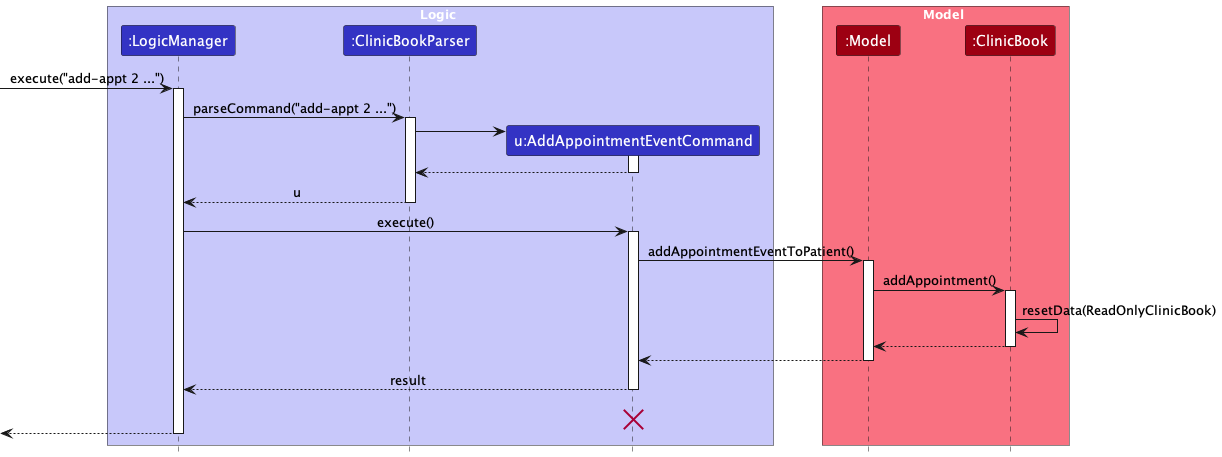 Logic
Model
:LogicManager
:ClinicBookParser
:Model
:ClinicBook
execute("add-appt 2 ...")
parseCommand("add-appt 2 ...")
u:AddAppointmentEventCommand
u
execute()
addAppointmentEventToPatient()
addAppointment()
resetData(ReadOnlyClinicBook)
result